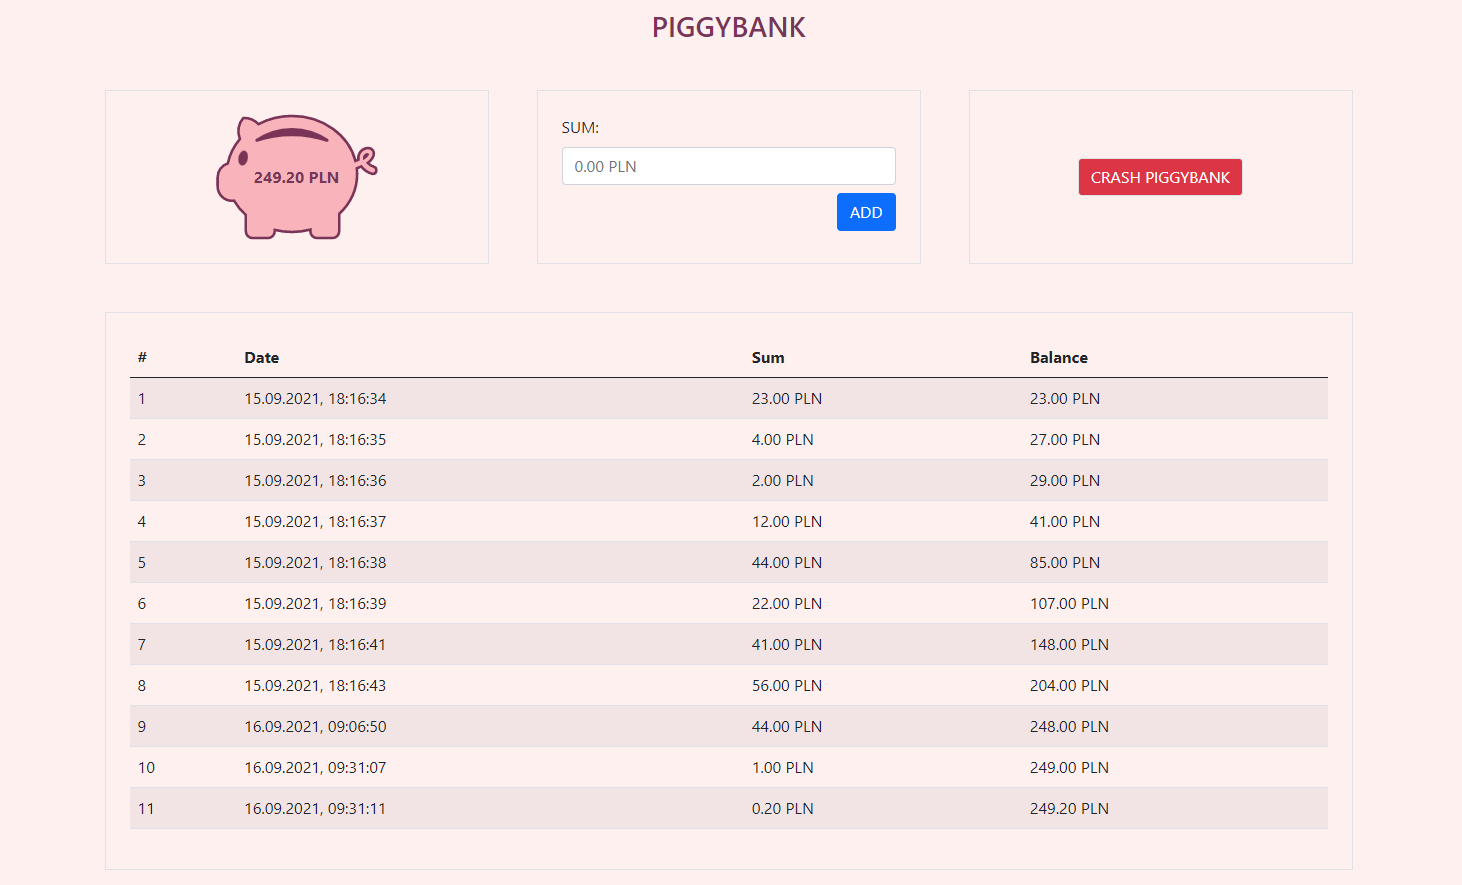 PIGGYBANK
249.20 PLN
SUM:
0.00 PLN
ADD
CRASH PIGGYBANK
# Date Sum Balance
1 15.09.2021, 18:16:34 23.00 PLN 23.00 PLN
2 15.09.2021, 18:16:35 4.00 PLN 27.00 PLN
3 15.09.2021, 18:16:36 2.00 PLN 29.00 PLN
4 15.09.2021, 18:16:37 12.00 PLN 41.00 PLN
5 15.09.2021, 18:16:38 44.00 PLN 85.00 PLN
6 15.09.2021, 18:16:39 22.00 PLN 107.00 PLN
7 15.09.2021, 18:16:41 41.00 PLN 148.00 PLN
8 15.09.2021, 18:16:43 56.00 PLN 204.00 PLN
9 16.09.2021, 09:06:50 44.00 PLN 248.00 PLN
10 16.09.2021, 09:31:07 1.00 PLN 249.00 PLN
11 16.09.2021, 09:31:11 0.20 PLN 249.20 PLN